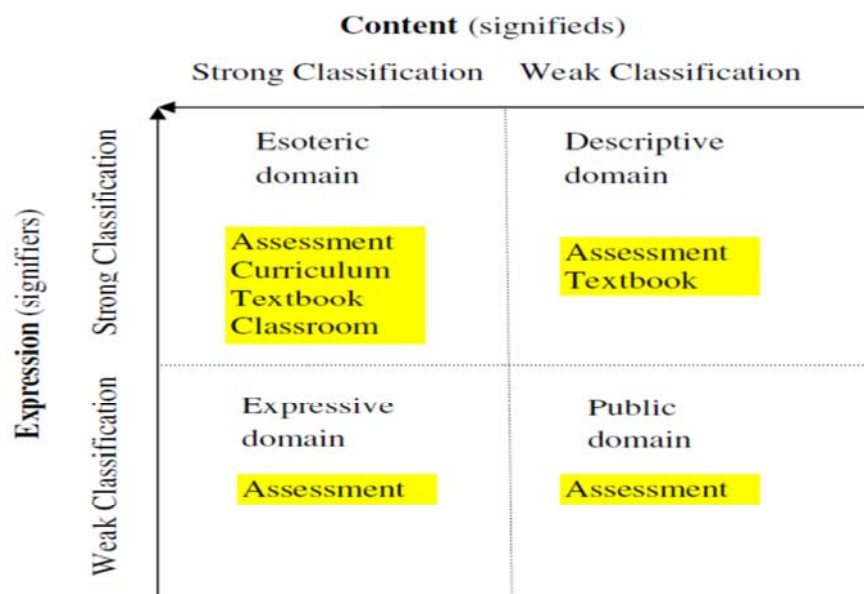 Content (signifieds)
Strong Classification Weak Classification
Expression (signifiers)
Strong Classification
Esoteric
domain
Assessment
Curriculum
Textbook
Classroom
Descriptive
domain
Assessment
Textbook
Weak Classification
Expressive
domain
Assessment
Public
domain
Assessment